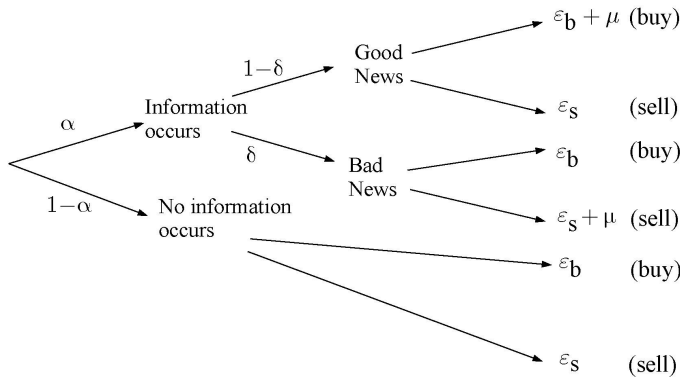 ε_b + μ (buy)
1−δ
Good
News
α
Information
occurs
ε_s (sell)
δ
ε_b (buy)
Bad
News
1−α
No information
occurs
ε_s + μ (sell)
ε_b (buy)
ε_s (sell)